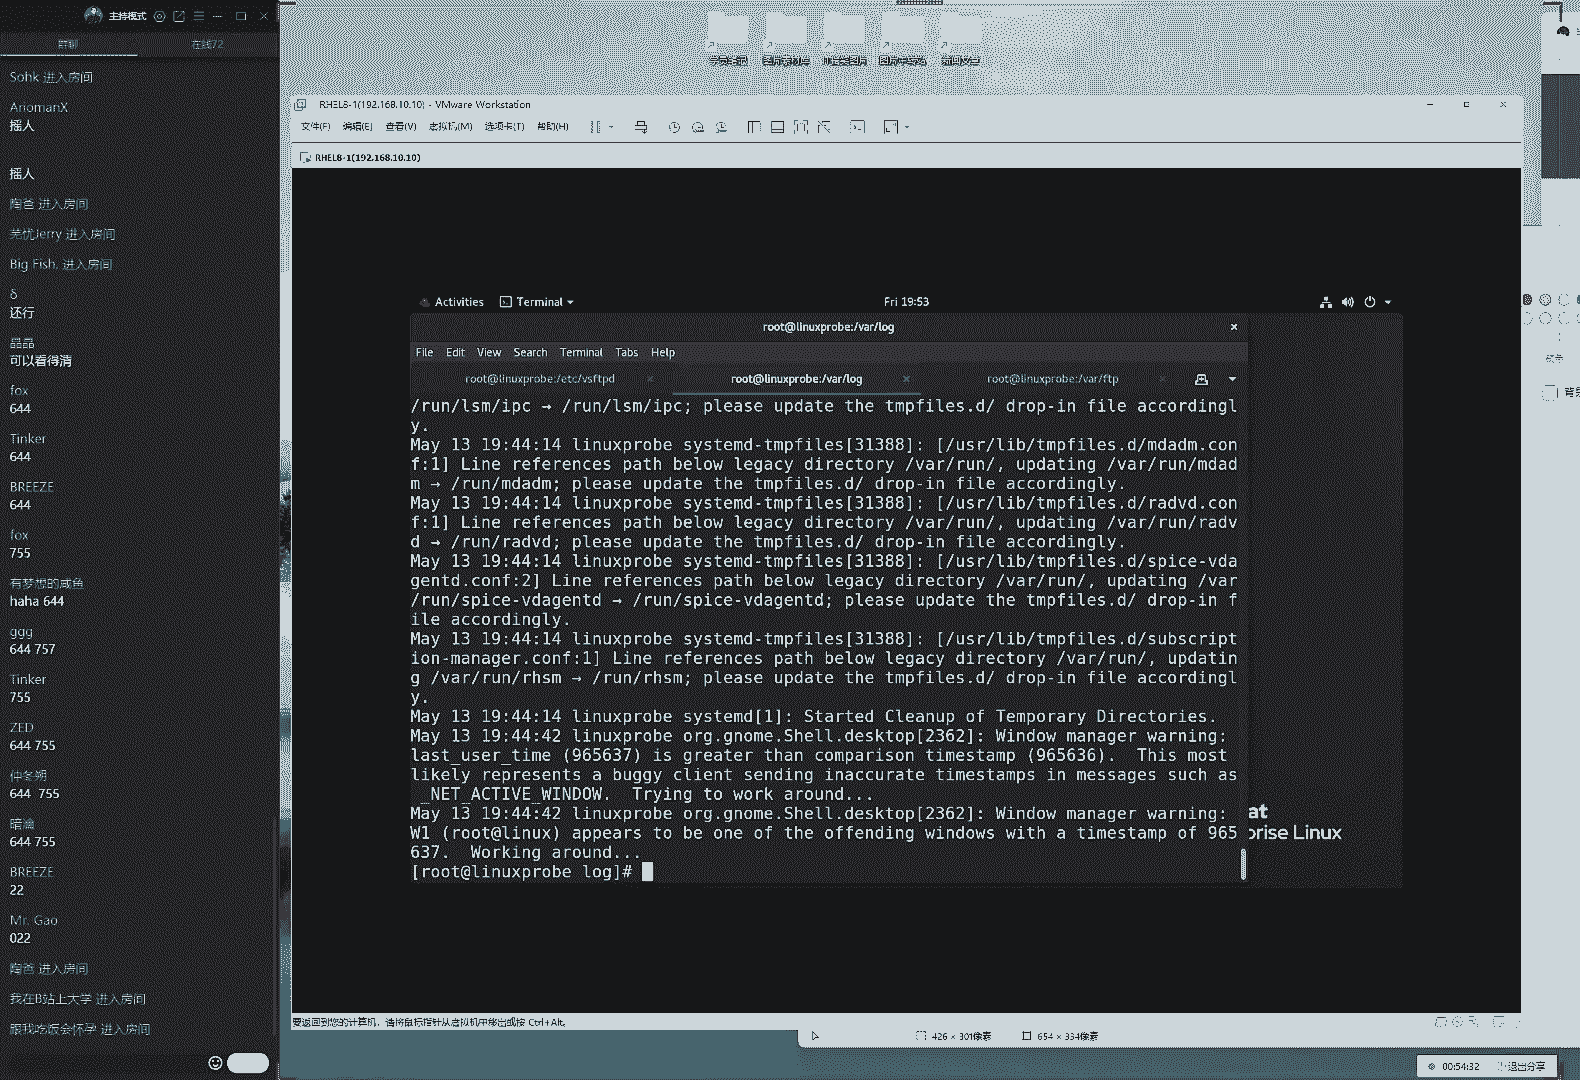 主持模式
群聊
在线72
Sohk 进入房间
AnomanX
摇人
摇人
陶爸 进入房间
芜忧Jerry 进入房间
Big Fish. 进入房间
δ
还行
晶晶
可以看得清
fox
644
Tinker
644
BREEZE
644
fox
755
有梦想的咸鱼
haha 644
ggg
644 757
Tinker
755
ZED
644 755
仲冬朔
644 755
暗滴
644 755
BREEZE
22
Mr. Gao
022
陶爸 进入房间
我在B站上大学 进入房间
跟我吃饭会怀孕 进入房间
RHEL8-1(192.168.10.10) - VMware Workstation
文件(F) 编辑(E) 查看(V) 虚拟机(M) 选项卡(T) 帮助(H)
RHEL8-1(192.168.10.10)
Activities Terminal Fri 19:53
root@linuxprobe:/var/log
File Edit View Search Terminal Tabs Help
root@linuxprobe:/etc/vsftpd root@linuxprobe:/var/log root@linuxprobe:/var/ftp
/run/lsm/ipc → /run/lsm/ipc; please update the tmpfiles.d/ drop-in file accordingl
y.
May 13 19:44:14 linuxprobe systemd-tmpfiles[31388]: [/usr/lib/tmpfiles.d/mdadm.con
f:1] Line references path below legacy directory /var/run/, updating /var/run/mdad
m → /run/mdadm; please update the tmpfiles.d/ drop-in file accordingly.
May 13 19:44:14 linuxprobe systemd-tmpfiles[31388]: [/usr/lib/tmpfiles.d/radvd.con
f:1] Line references path below legacy directory /var/run/, updating /var/run/radv
d → /run/radvd; please update the tmpfiles.d/ drop-in file accordingly.
May 13 19:44:14 linuxprobe systemd-tmpfiles[31388]: [/usr/lib/tmpfiles.d/spice-vda
gentd.conf:2] Line references path below legacy directory /var/run/, updating /var
/run/spice-vdagentd → /run/spice-vdagentd; please update the tmpfiles.d/ drop-in f
ile accordingly.
May 13 19:44:14 linuxprobe systemd-tmpfiles[31388]: [/usr/lib/tmpfiles.d/subscript
ion-manager.conf:1] Line references path below legacy directory /var/run/, updatin
g /var/run/rhsm → /run/rhsm; please update the tmpfiles.d/ drop-in file accordingl
y.
May 13 19:44:14 linuxprobe systemd[1]: Started Cleanup of Temporary Directories.
May 13 19:44:42 linuxprobe org.gnome.Shell.desktop[2362]: Window manager warning:
last_user_time (965637) is greater than comparison timestamp (965636).  This most
likely represents a buggy client sending inaccurate timestamps in messages such as
_NET_ACTIVE_WINDOW.  Trying to work around...
May 13 19:44:42 linuxprobe org.gnome.Shell.desktop[2362]: Window manager warning:
W1 (root@linux) appears to be one of the offending windows with a timestamp of 965
637.  Working around...
[root@linuxprobe log]#
at
prise Linux
要返回到您的计算机，请将鼠标指针从虚拟机中移出或按 Ctrl+Alt。
426 × 301像素 654 × 334像素
00:54:32 退出分享